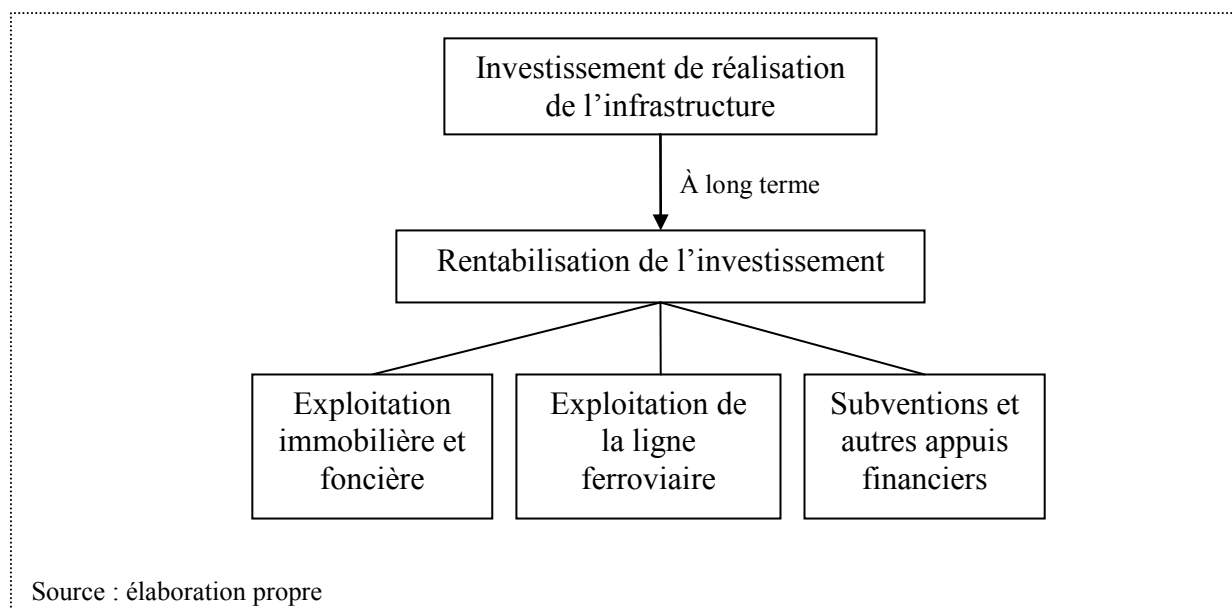 Investissement de réalisation
de l’infrastructure
À long terme
Rentabilisation de l’investissement
Exploitation
immobilière et
foncière
Exploitation de
la ligne
ferroviaire
Subventions et
autres appuis
financiers
Source : élaboration propre